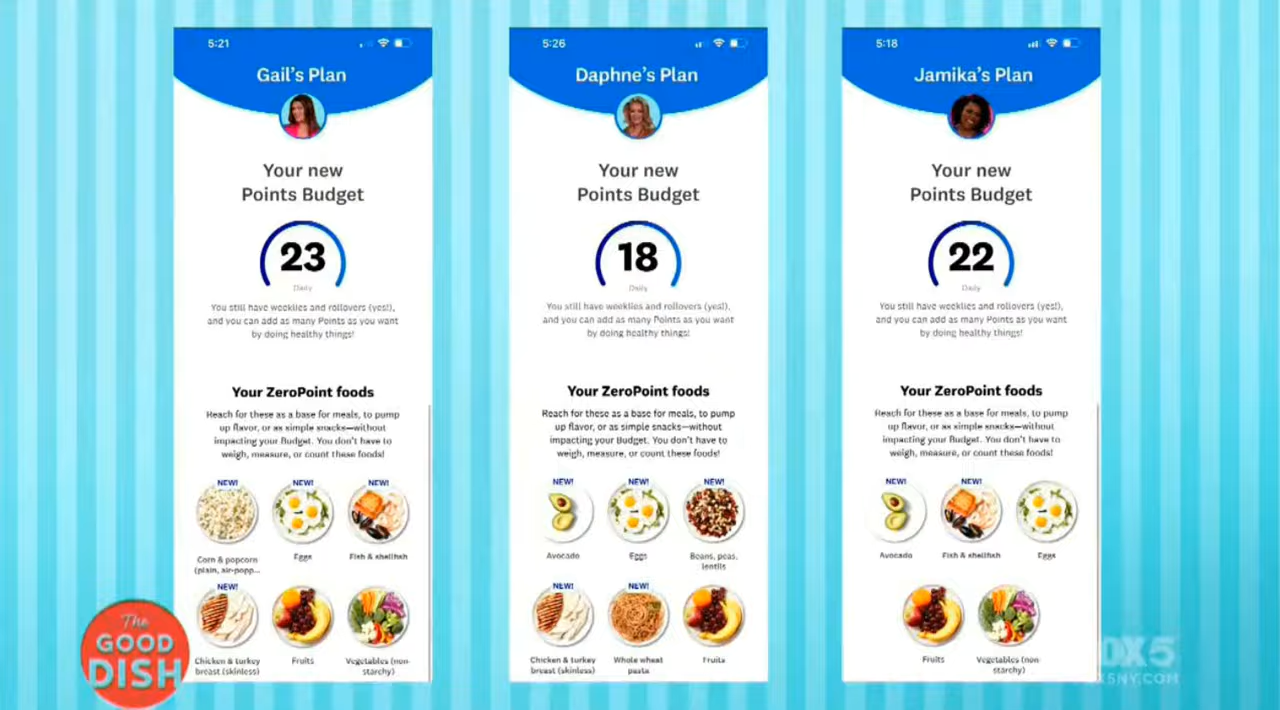 5:21
Gail's Plan
Your new
Points Budget
23
Daily
You still have weeklies and rollovers (yes!),
and you can add as many Points as you want
by doing healthy things!
Your ZeroPoint foods
Reach for these as a base for meals, to pump
up flavor, or as simple snacks—without
impacting your Budget. You don't have to
weigh, measure, or count these foods!
NEW!
NEW!
NEW!
Corn & popcorn
(plain, air-popp...
Eggs
Fish & shellfish
NEW!
Chicken & turkey
breast (skinless)
Fruits
Vegetables (non-
starchy)
5:26
Daphne's Plan
Your new
Points Budget
18
Daily
You still have weeklies and rollovers (yes!),
and you can add as many Points as you want
by doing healthy things!
Your ZeroPoint foods
Reach for these as a base for meals, to pump
up flavor, or as simple snacks—without
impacting your Budget. You don't have to
weigh, measure, or count these foods!
NEW!
NEW!
NEW!
Avocado
Eggs
Beans, peas,
lentils
NEW!
NEW!
Chicken & turkey
breast (skinless)
Whole wheat
pasta
Fruits
5:18
Jamika's Plan
Your new
Points Budget
22
Daily
You still have weeklies and rollovers (yes!),
and you can add as many Points as you want
by doing healthy things!
Your ZeroPoint foods
Reach for these as a base for meals, to pump
up flavor, or as simple snacks—without
impacting your Budget. You don't have to
weigh, measure, or count these foods!
NEW!
NEW!
Avocado
Fish & shellfish
Eggs
Fruits
Vegetables (non-
starchy)
The
GOOD
DISH
OX5
X5NY.COM